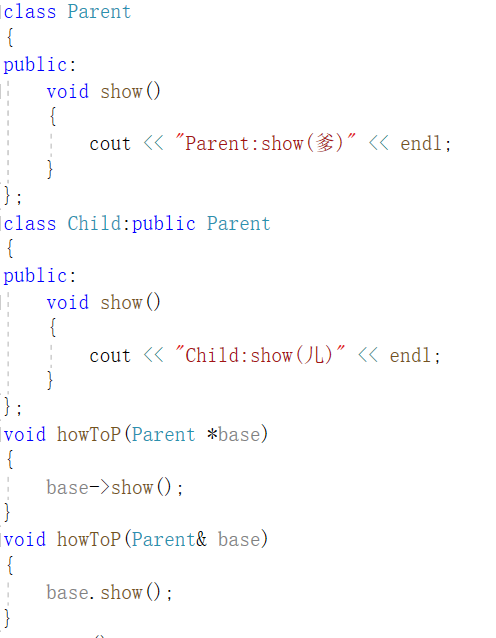 class Parent
{
public:
void show()
{
cout << "Parent:show(爹)" << endl;
}
};
class Child:public Parent
{
public:
void show()
{
cout << "Child:show(儿)" << endl;
}
};
void howToP(Parent *base)
{
base->show();
}
void howToP(Parent& base)
{
base.show();
}